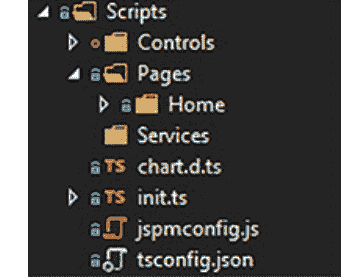 Scripts
Controls
Pages
Home
Services
TS chart.d.ts
TS init.ts
jspmconfig.js
tsconfig.json